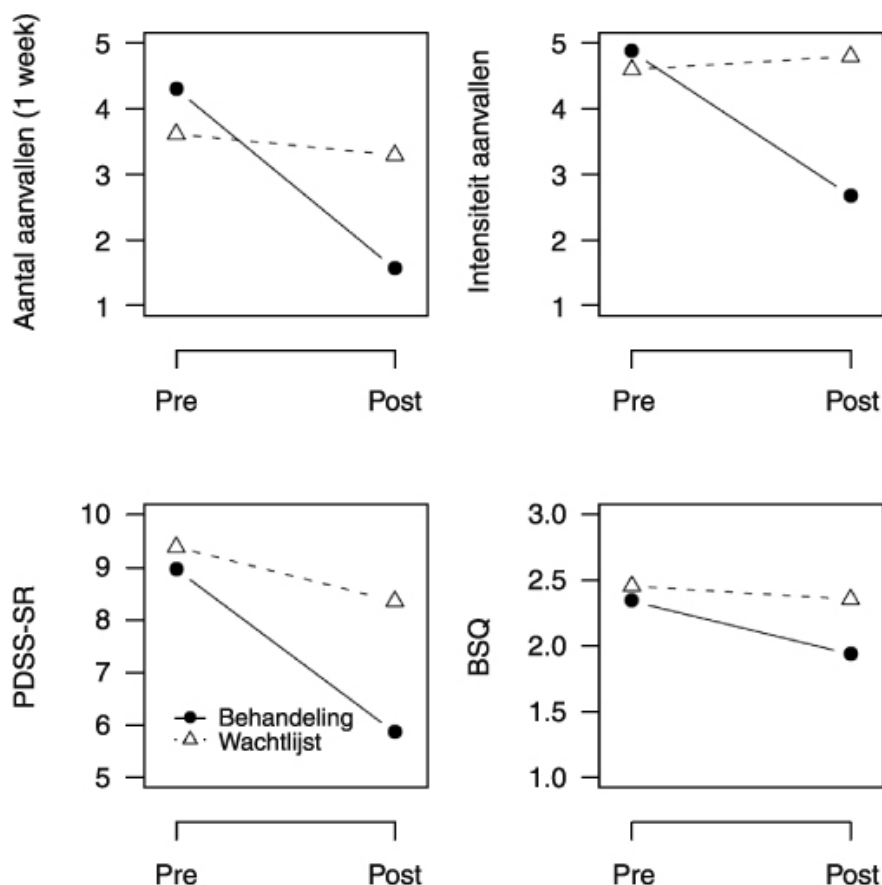 Aantal aanvallen (1 week)
5
4
3
2
1
Pre Post
Intensiteit aanvallen
5
4
3
2
1
Pre Post
PDSS-SR
10
9
8
7
6
5
Behandeling
Wachtlijst
Pre Post
BSQ
3.0
2.5
2.0
1.5
1.0
Pre Post